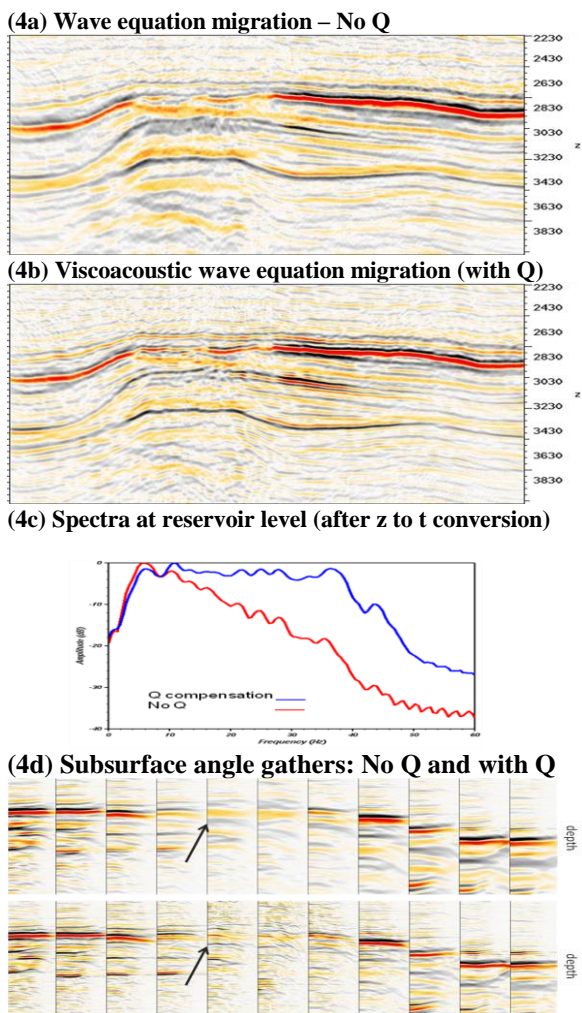 (4a) Wave equation migration – No Q
2230
2430
2630
2830
3030
3230
3430
3630
3830
z
(4b) Viscoacoustic wave equation migration (with Q)
2230
2430
2630
2830
3030
3230
3430
3630
3830
z
(4c) Spectra at reservoir level (after z to t conversion)
0
-10
-20
-30
-40
Amplitude (dB)
Q compensation
No Q
0 10 20 30 40 50 60
Frequency (Hz)
(4d) Subsurface angle gathers: No Q and with Q
depth
depth